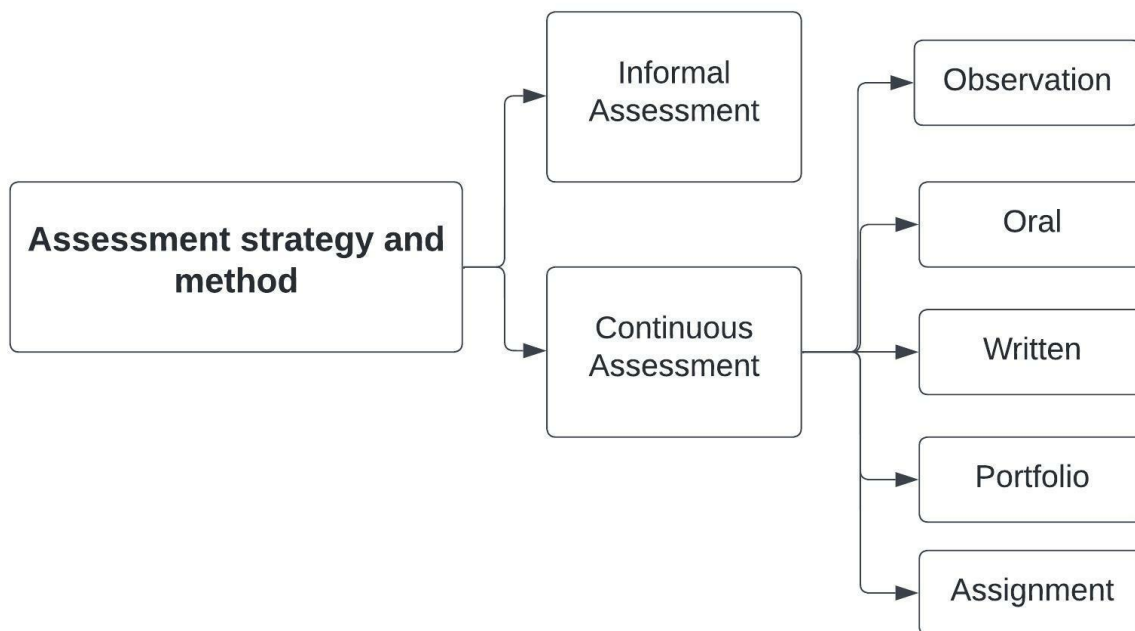 Assessment strategy and
method
Informal
Assessment
Continuous
Assessment
Observation
Oral
Written
Portfolio
Assignment